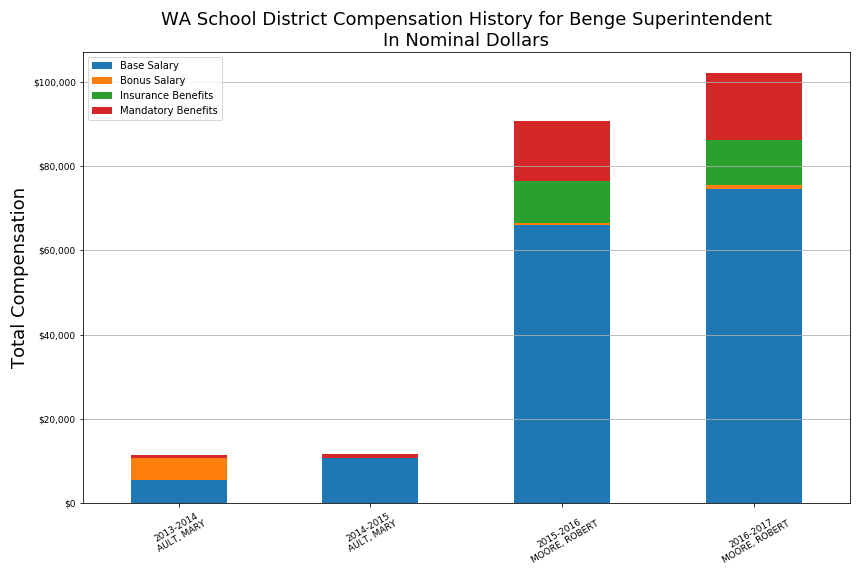 WA School District Compensation History for Benge Superintendent
In Nominal Dollars
Base Salary
Bonus Salary
Insurance Benefits
Mandatory Benefits
Total Compensation
$100,000
$80,000
$60,000
$40,000
$20,000
$0
2013-2014
AULT, MARY
2014-2015
AULT, MARY
2015-2016
MOORE, ROBERT
2016-2017
MOORE, ROBERT